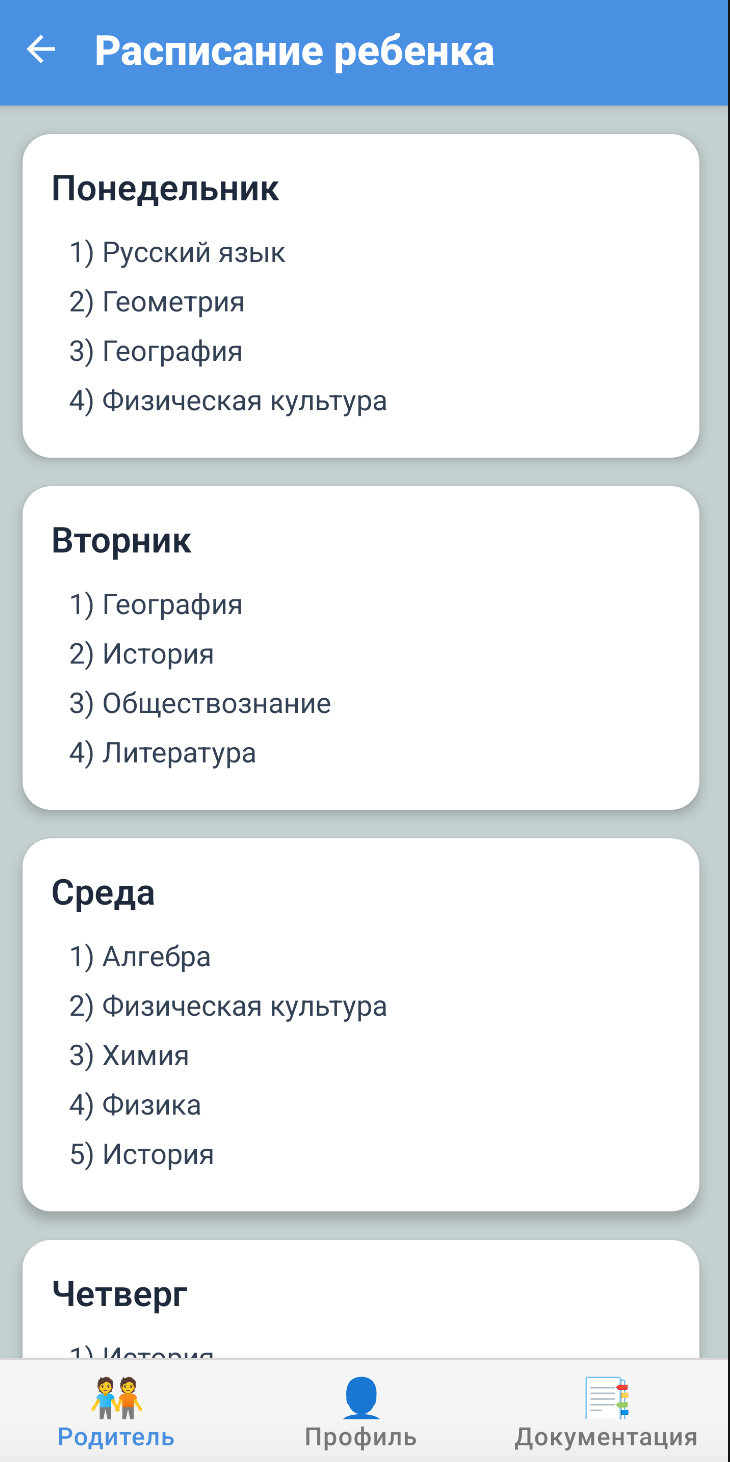 Расписание ребенка
Понедельник
1) Русский язык
2) Геометрия
3) География
4) Физическая культура
Вторник
1) География
2) История
3) Обществознание
4) Литература
Среда
1) Алгебра
2) Физическая культура
3) Химия
4) Физика
5) История
Четверг
1) История
Родитель
Профиль
Документация